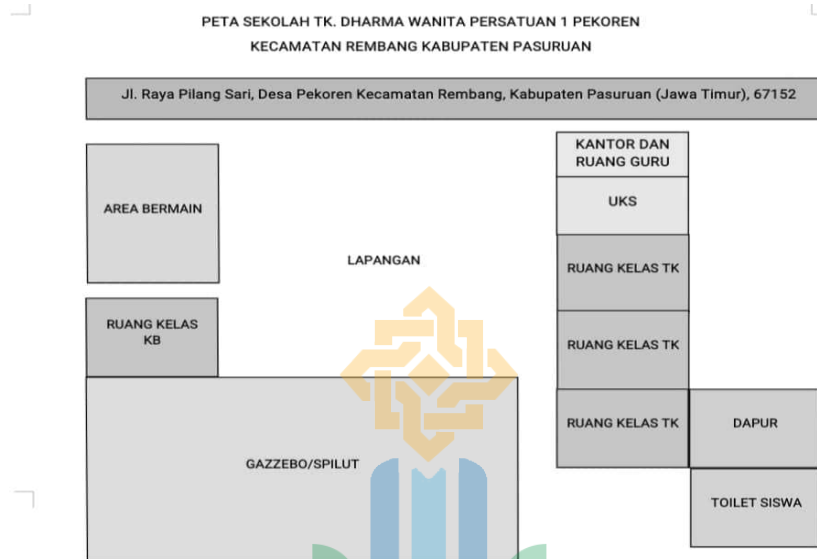 PETA SEKOLAH TK. DHARMA WANITA PERSATUAN 1 PEKOREN
KECAMATAN REMBANG KABUPATEN PASURUAN
Jl. Raya Pilang Sari, Desa Pekoren Kecamatan Rembang, Kabupaten Pasuruan (Jawa Timur), 67152
KANTOR DAN
RUANG GURU
AREA BERMAIN
UKS
LAPANGAN
RUANG KELAS TK
RUANG KELAS
KB
RUANG KELAS TK
RUANG KELAS TK
DAPUR
GAZZEBO/SPILUT
TOILET SISWA